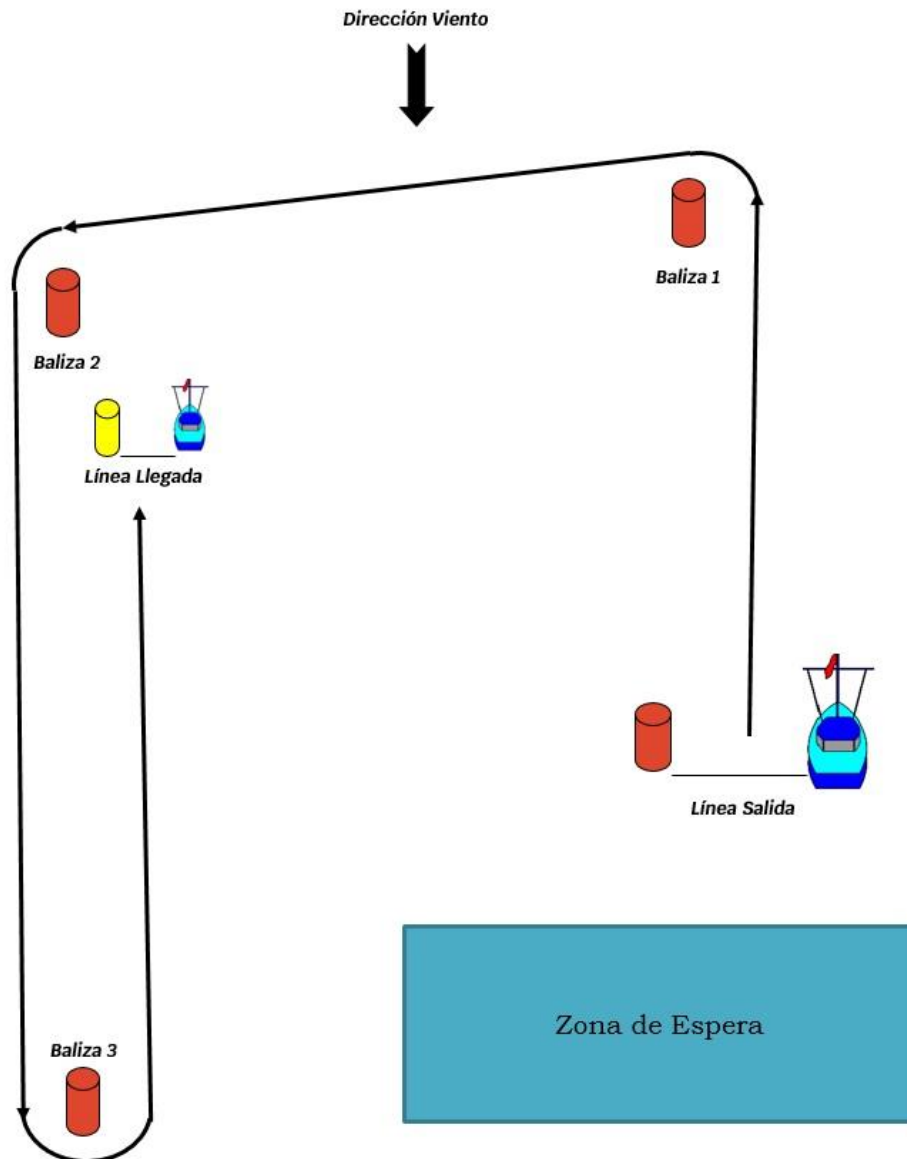 Dirección Viento
Baliza 1
Baliza 2
Línea Llegada
Línea Salida
Zona de Espera
Baliza 3